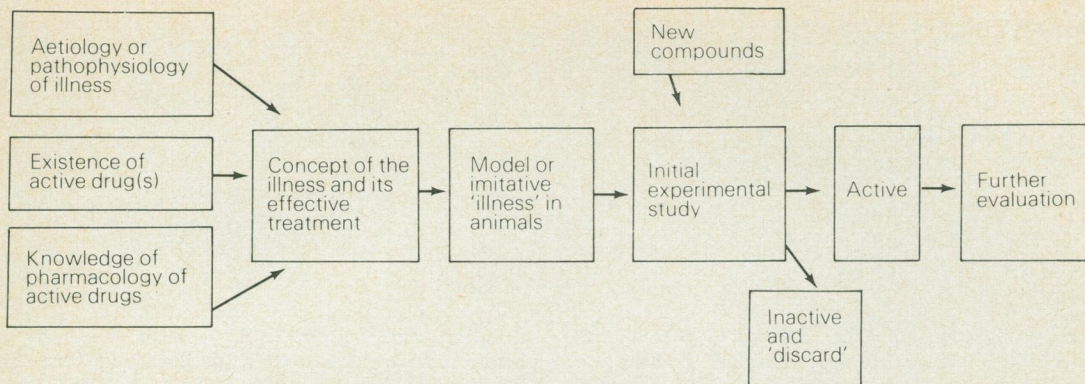 Aetiology or
pathophysiology
of illness
Existence of
active drug(s)
Knowledge of
pharmacology of
active drugs
Concept of the
illness and its
effective
treatment
Model or
imitative
'illness' in
animals
New
compounds
Initial
experimental
study
Active
Further
evaluation
Inactive
and
'discard'